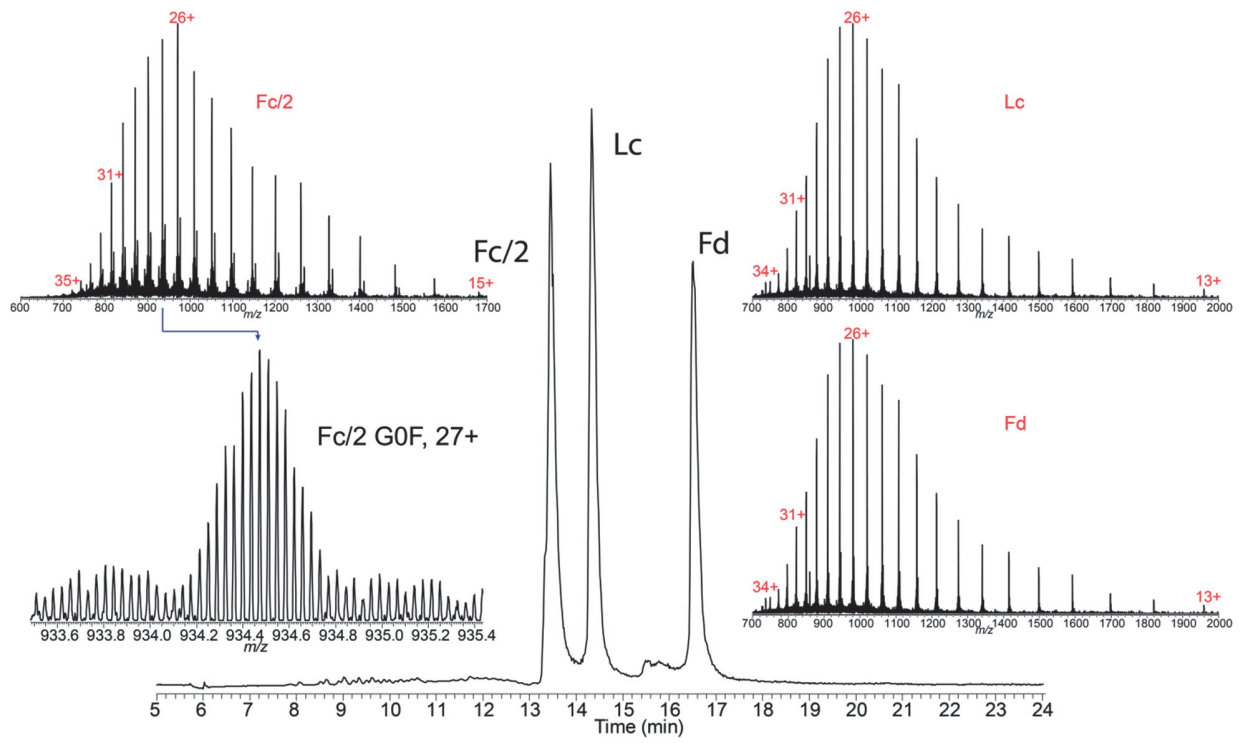 26+
Fc/2
31+
35+
15+
600 700 800 900 1000 1100 1200 1300 1400 1500 1600 1700
m/z
Fc/2
Lc
Fd
26+
Lc
31+
34+
13+
700 800 900 1000 1100 1200 1300 1400 1500 1600 1700 1800 1900 2000
m/z
Fc/2 G0F, 27+
933.6 933.8 934.0 934.2 934.4 934.6 934.8 935.0 935.2 935.4
m/z
26+
Fd
31+
34+
13+
700 800 900 1000 1100 1200 1300 1400 1500 1600 1700 1800 1900 2000
m/z
5 6 7 8 9 10 11 12 13 14 15 16 17 18 19 20 21 22 23 24
Time (min)